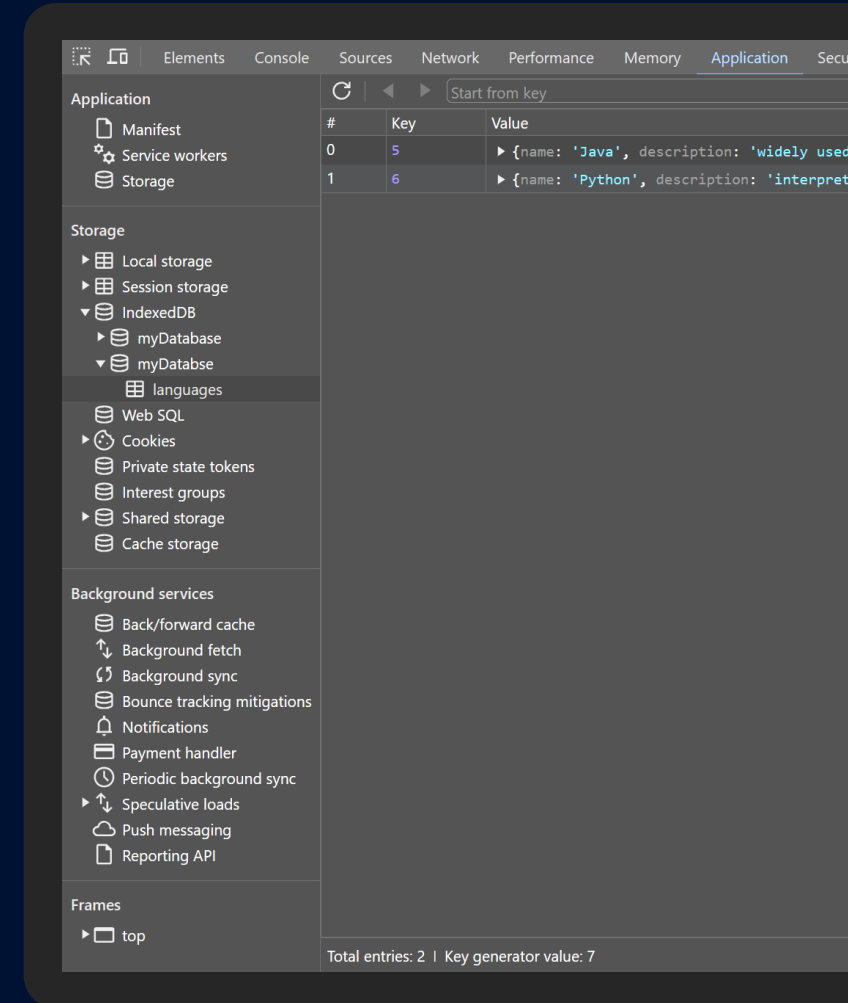 Elements Console Sources Network Performance Memory Application Secu
Application
Manifest
Service workers
Storage
Storage
Local storage
Session storage
IndexedDB
myDatabase
myDatabse
languages
Web SQL
Cookies
Private state tokens
Interest groups
Shared storage
Cache storage
Background services
Back/forward cache
Background fetch
Background sync
Bounce tracking mitigations
Notifications
Payment handler
Periodic background sync
Speculative loads
Push messaging
Reporting API
Frames
top
Start from key
# Key Value
0 5 {name: 'Java', description: 'widely used
1 6 {name: 'Python', description: 'interpret
Total entries: 2 | Key generator value: 7